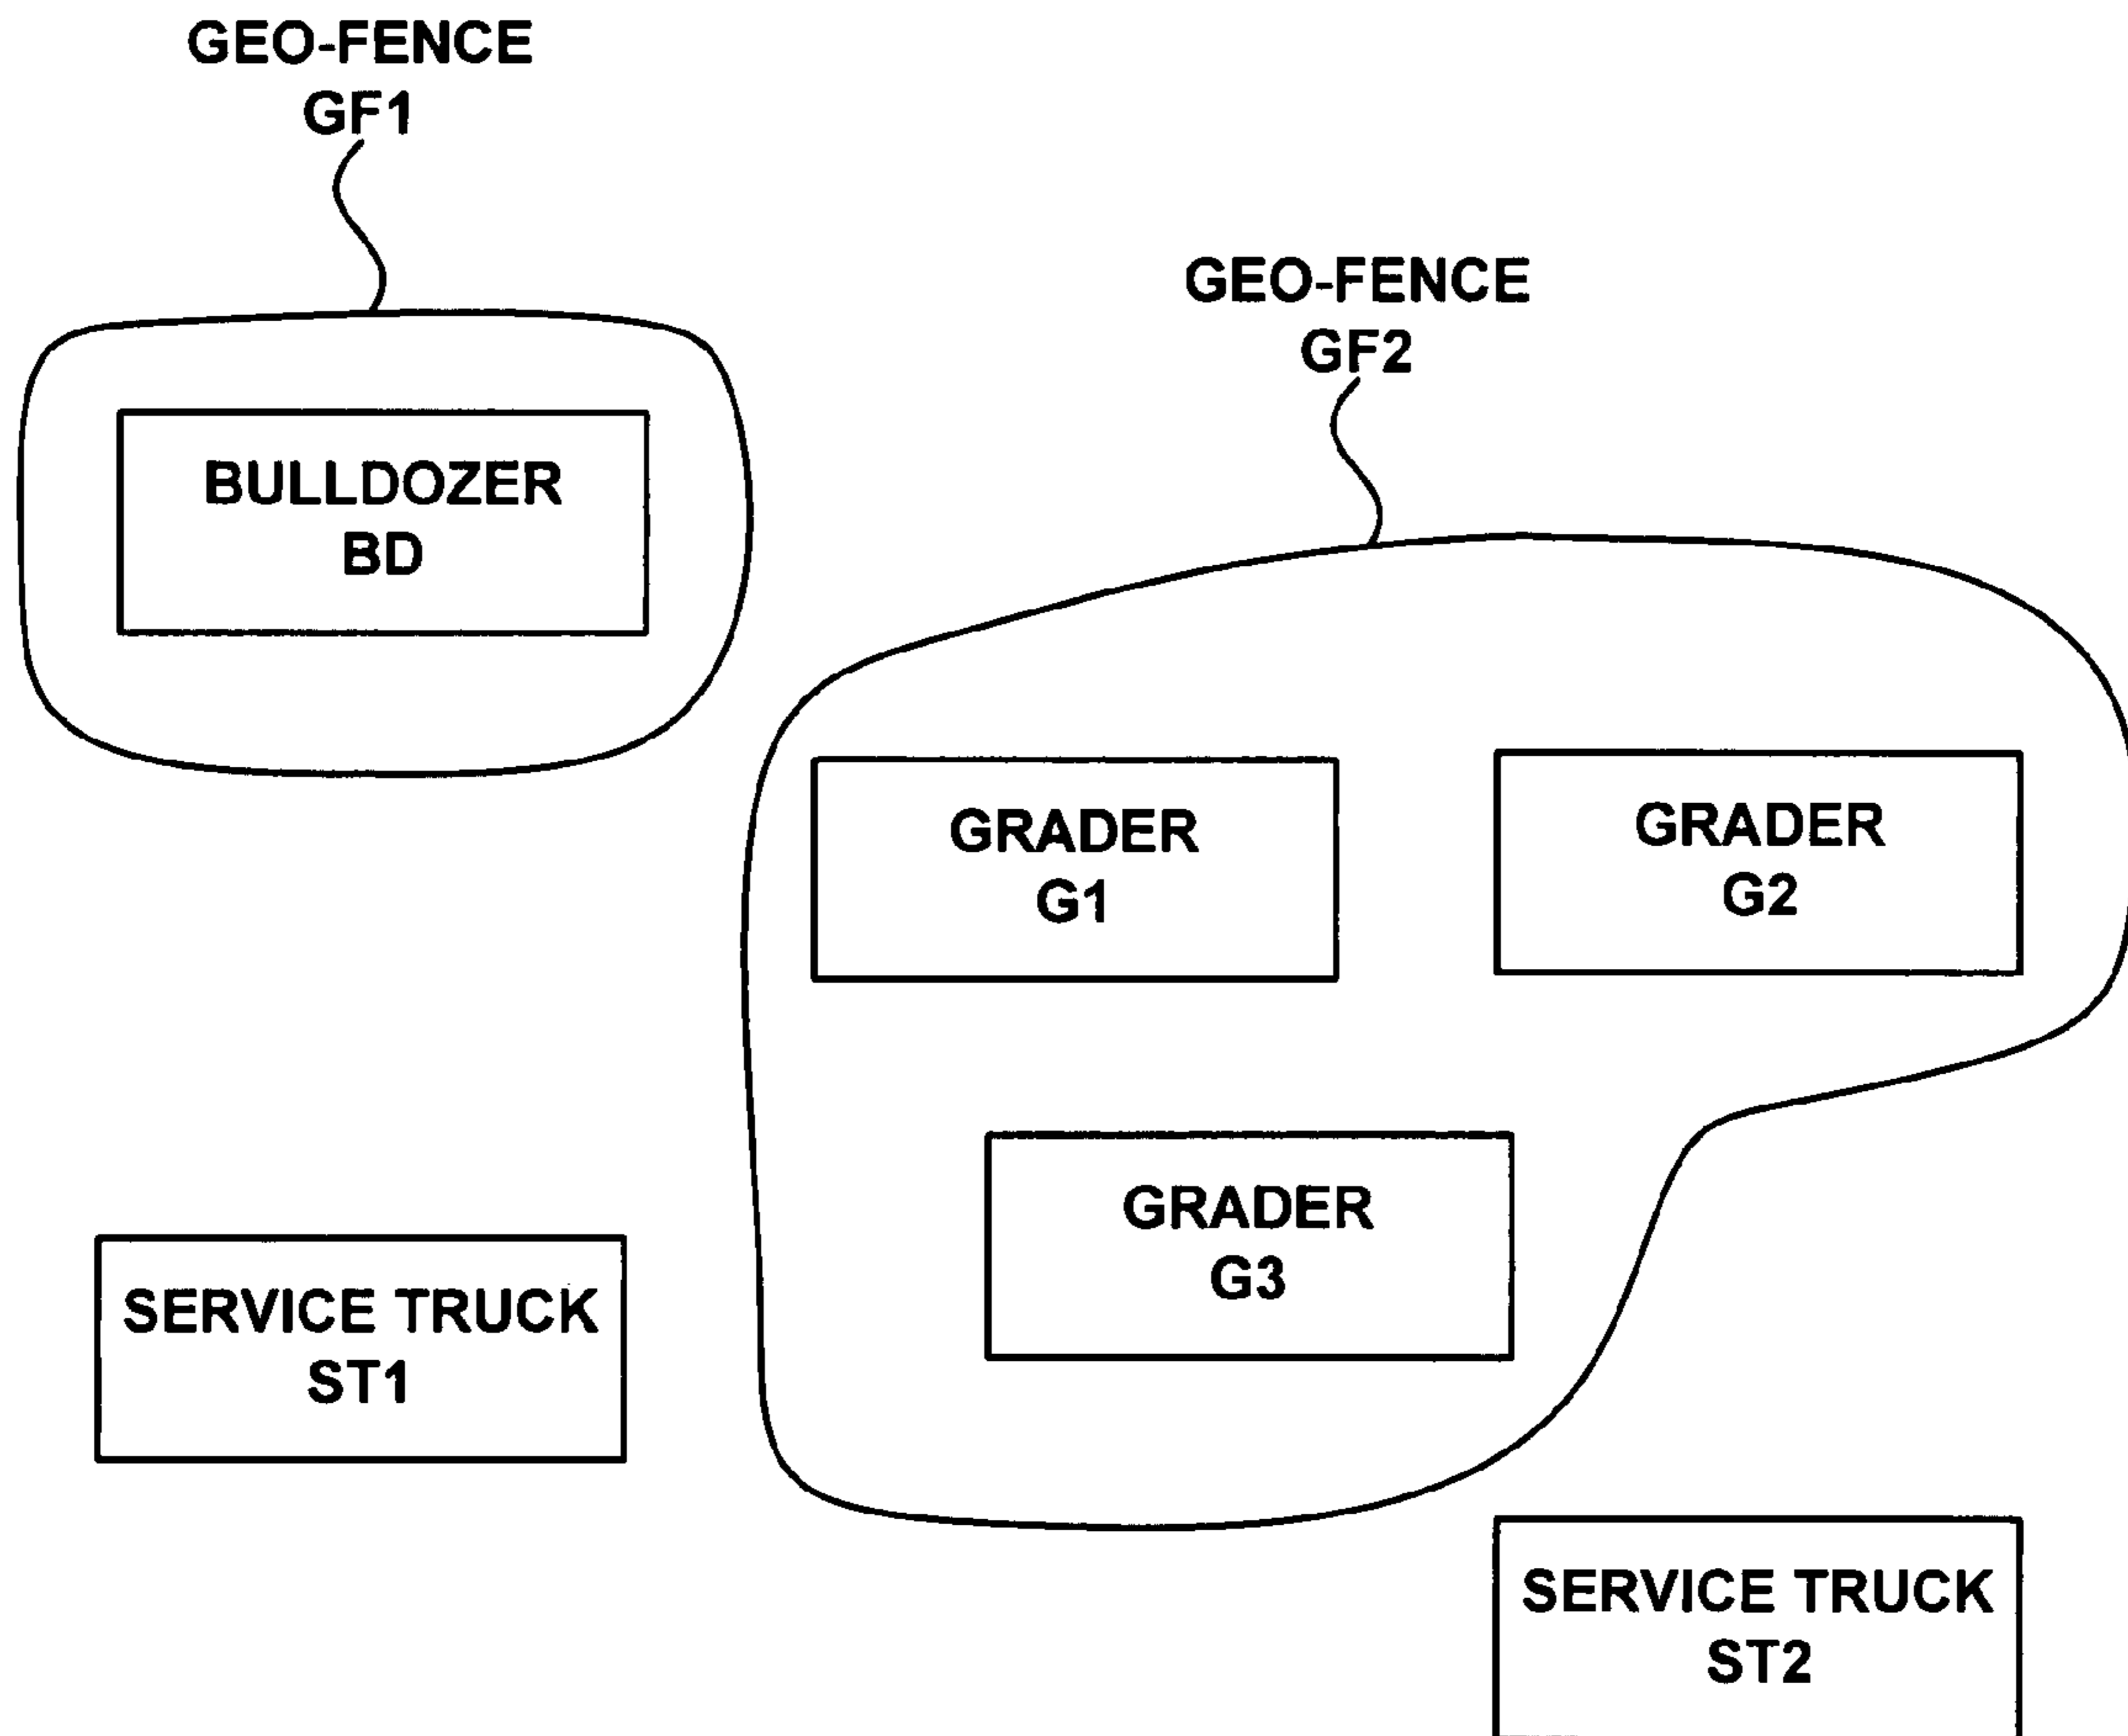 GEO-FENCE
GF1
GEO-FENCE
GF2
BULLDOZER
BD
GRADER
G1
GRADER
G2
GRADER
G3
SERVICE TRUCK
ST1
SERVICE TRUCK
ST2